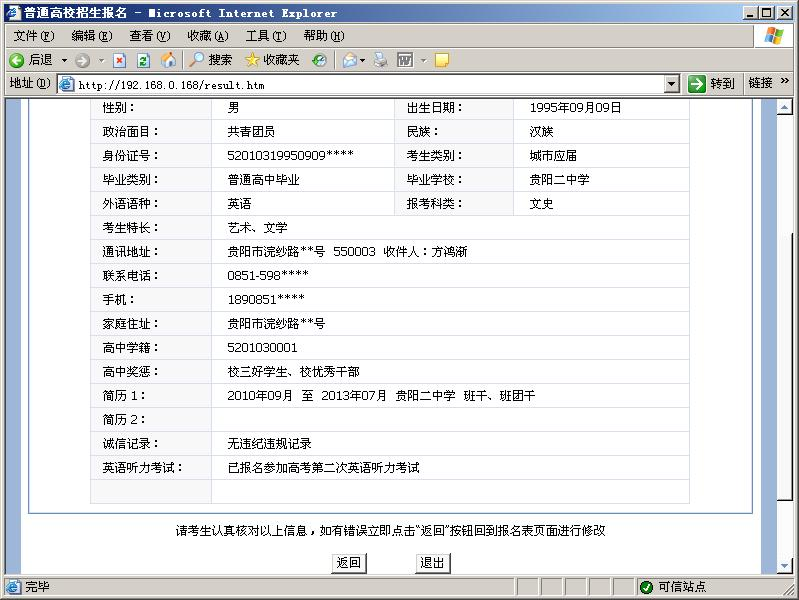 普通高校招生报名 - Microsoft Internet Explorer
文件(F) 编辑(E) 查看(V) 收藏(A) 工具(T) 帮助(H)
后退 搜索 收藏夹
地址(D) http://192.168.0.168/result.htm 转到 链接 »
性别： 男 出生日期： 1995年09月09日
政治面目： 共青团员 民族： 汉族
身份证号： 52010319950909**** 考生类别： 城市应届
毕业类别： 普通高中毕业 毕业学校： 贵阳二中学
外语语种： 英语 报考科类： 文史
考生特长： 艺术、文学
通讯地址： 贵阳市浣纱路**号 550003 收件人：方鸿渐
联系电话： 0851-598****
手机： 1890851****
家庭住址： 贵阳市浣纱路**号
高中学籍： 5201030001
高中奖惩： 校三好学生、校优秀干部
简历 1： 2010年09月 至 2013年07月 贵阳二中学 班干、班团干
简历 2：
诚信记录： 无违纪违规记录
英语听力考试： 已报名参加高考第二次英语听力考试
请考生认真核对以上信息，如有错误立即点击"返回"按钮回到报名表页面进行修改
返回 退出
完毕 可信站点